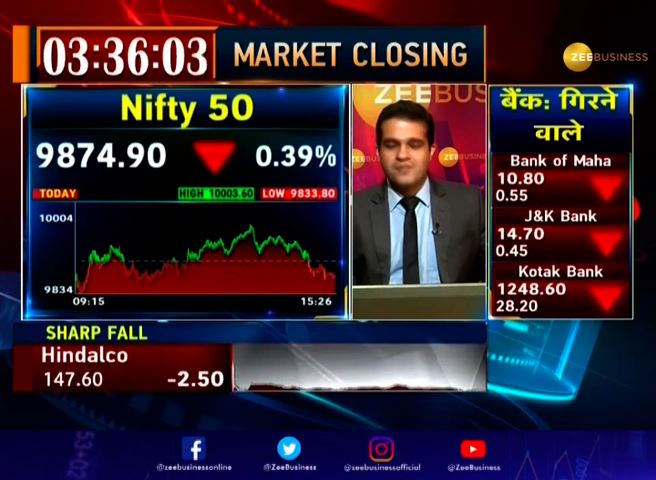 03:36:03 MARKET CLOSING
ZEEBUSINESS
Nifty 50
9874.90 0.39%
TODAY HIGH 10003.60 LOW 9833.80
10004
9834
09:15 15:26
ZEEBUS
ZEEBUSI
बैंक: गिरने
वाले
Bank of Maha
10.80
0.55
J&K Bank
14.70
0.45
Kotak Bank
1248.60
28.20
SHARP FALL
Hindalco
147.60 -2.50
@zeebusinessonline @ZeeBusiness @zeebusinessofficial @ZeeBusiness